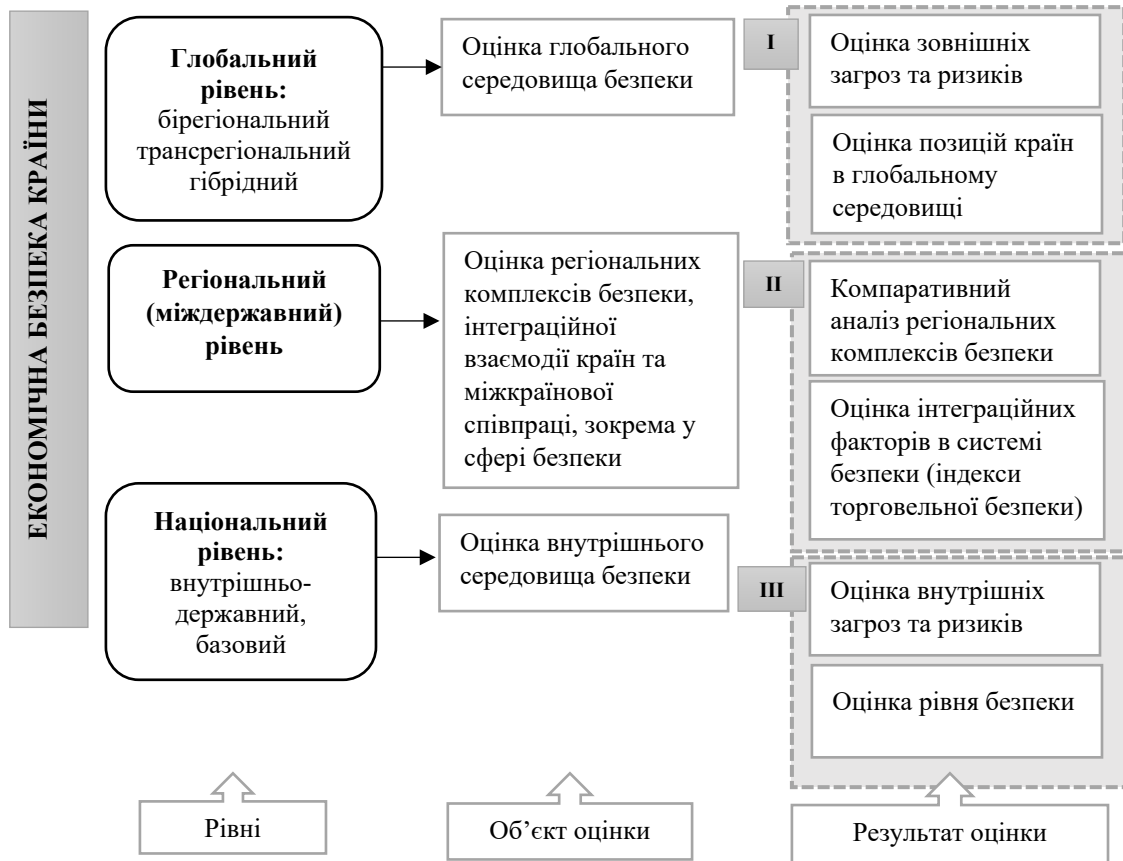 ЕКОНОМІЧНА БЕЗПЕКА КРАЇНИ
Глобальний
рівень:
бірегіональний
трансрегіональний
гібридний
Оцінка глобального
середовища безпеки
I
Оцінка зовнішніх
загроз та ризиків
Оцінка позицій країн
в глобальному
середовищі
Регіональний
(міждержавний)
рівень
Оцінка регіональних
комплексів безпеки,
інтеграційної
взаємодії країн та
міжкраїнової
співпраці, зокрема у
сфері безпеки
II
Компаративний
аналіз регіональних
комплексів безпеки
Оцінка інтеграційних
факторів в системі
безпеки (індекси
торговельної безпеки)
Національний
рівень:
внутрішньо-
державний,
базовий
Оцінка внутрішнього
середовища безпеки
III
Оцінка внутрішніх
загроз та ризиків
Оцінка рівня безпеки
Рівні
Об’єкт оцінки
Результат оцінки